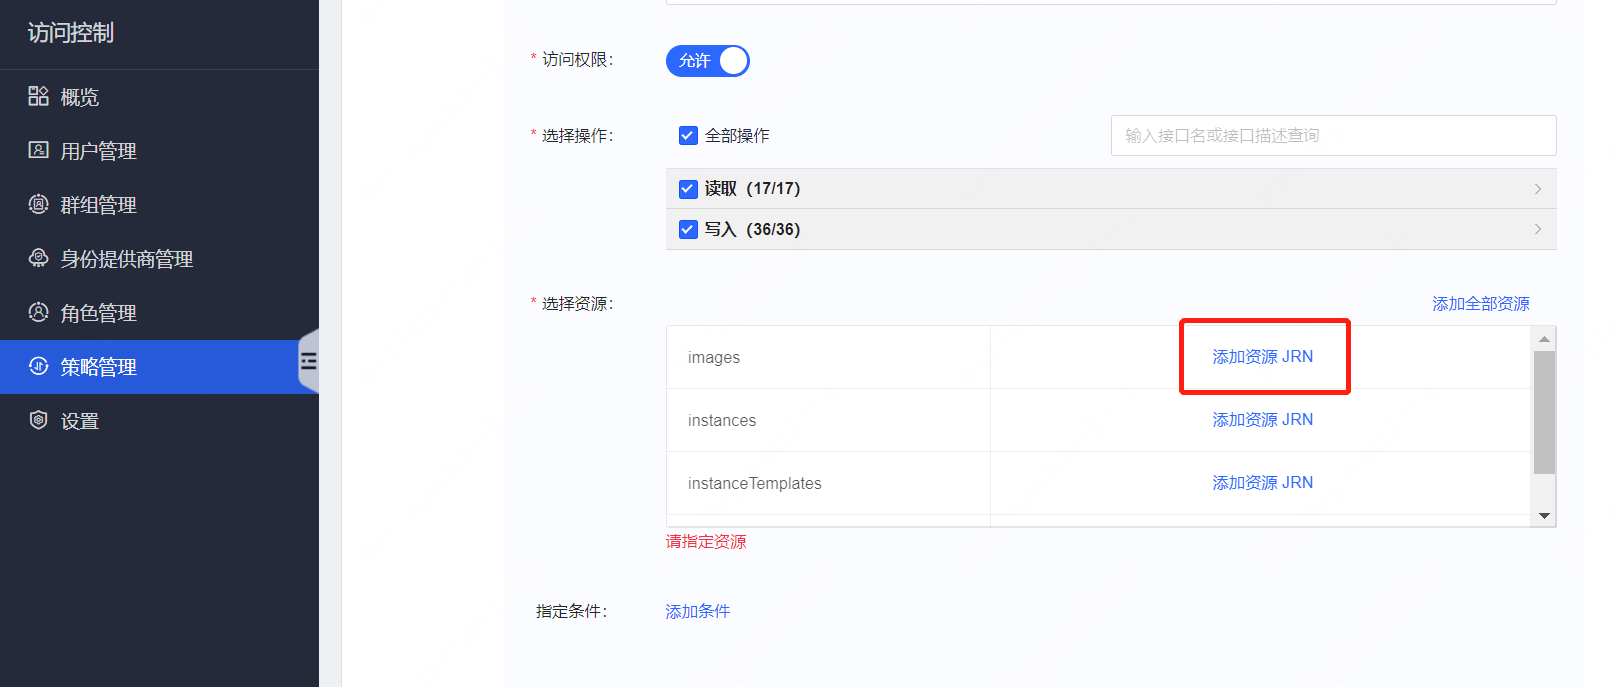 访问控制
概览
用户管理
群组管理
身份提供商管理
角色管理
策略管理
设置
* 访问权限：
允许
* 选择操作：
全部操作
输入接口名或接口描述查询
读取（17/17）
写入（36/36）
* 选择资源：
添加全部资源
images
添加资源 JRN
instances
添加资源 JRN
instanceTemplates
添加资源 JRN
请指定资源
指定条件：
添加条件